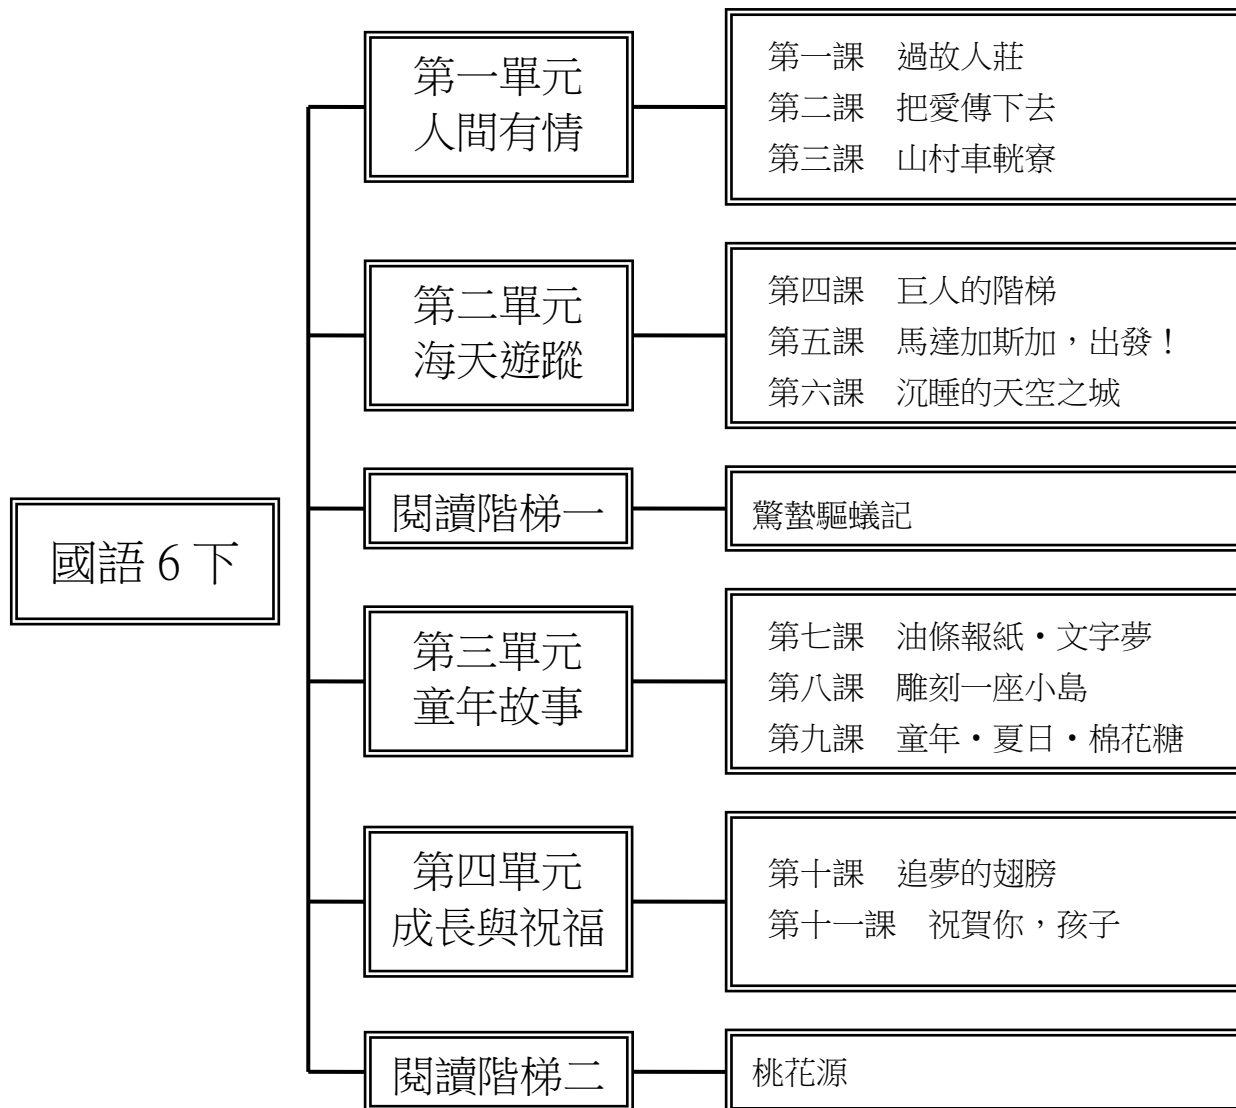 國語 6 下
第一單元
人間有情
第一課　過故人莊
第二課　把愛傳下去
第三課　山村車輄寮
第二單元
海天遊蹤
第四課　巨人的階梯
第五課　馬達加斯加，出發！
第六課　沉睡的天空之城
閱讀階梯一
驚蟄驅蟻記
第三單元
童年故事
第七課　油條報紙・文字夢
第八課　雕刻一座小島
第九課　童年・夏日・棉花糖
第四單元
成長與祝福
第十課　追夢的翅膀
第十一課　祝賀你，孩子
閱讀階梯二
桃花源